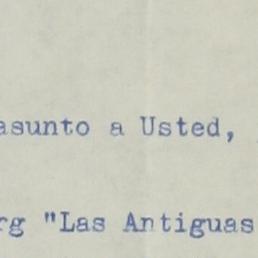 asunto a Usted,
rg "Las Antiguas